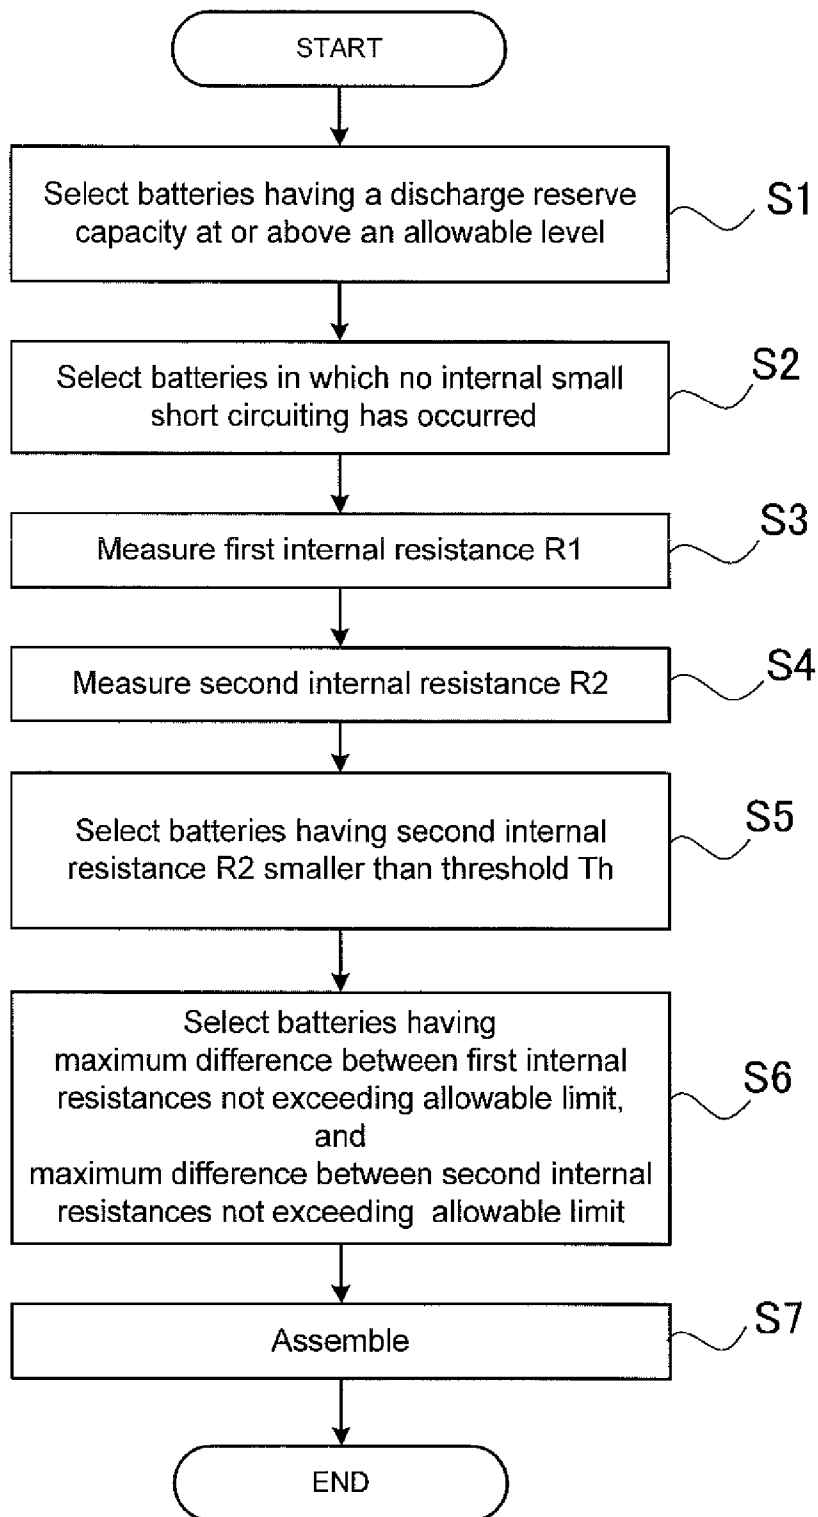 START
Select batteries having a discharge reserve
capacity at or above an allowable level
S1
Select batteries in which no internal small
short circuiting has occurred
S2
Measure first internal resistance R1
S3
Measure second internal resistance R2
S4
Select batteries having second internal
resistance R2 smaller than threshold Th
S5
Select batteries having
maximum difference between first internal
resistances not exceeding allowable limit,
and
maximum difference between second internal
resistances not exceeding allowable limit
S6
Assemble
S7
END